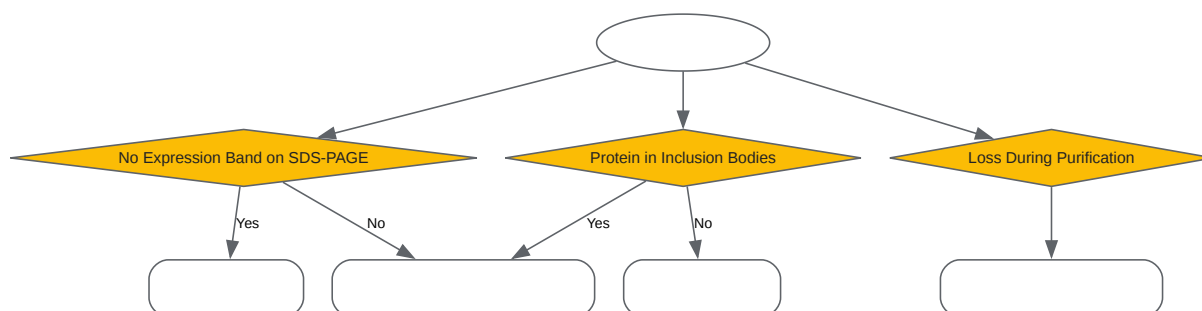 No Expression Band on SDS-PAGE
Protein in Inclusion Bodies
Loss During Purification
Yes
No
Yes
No